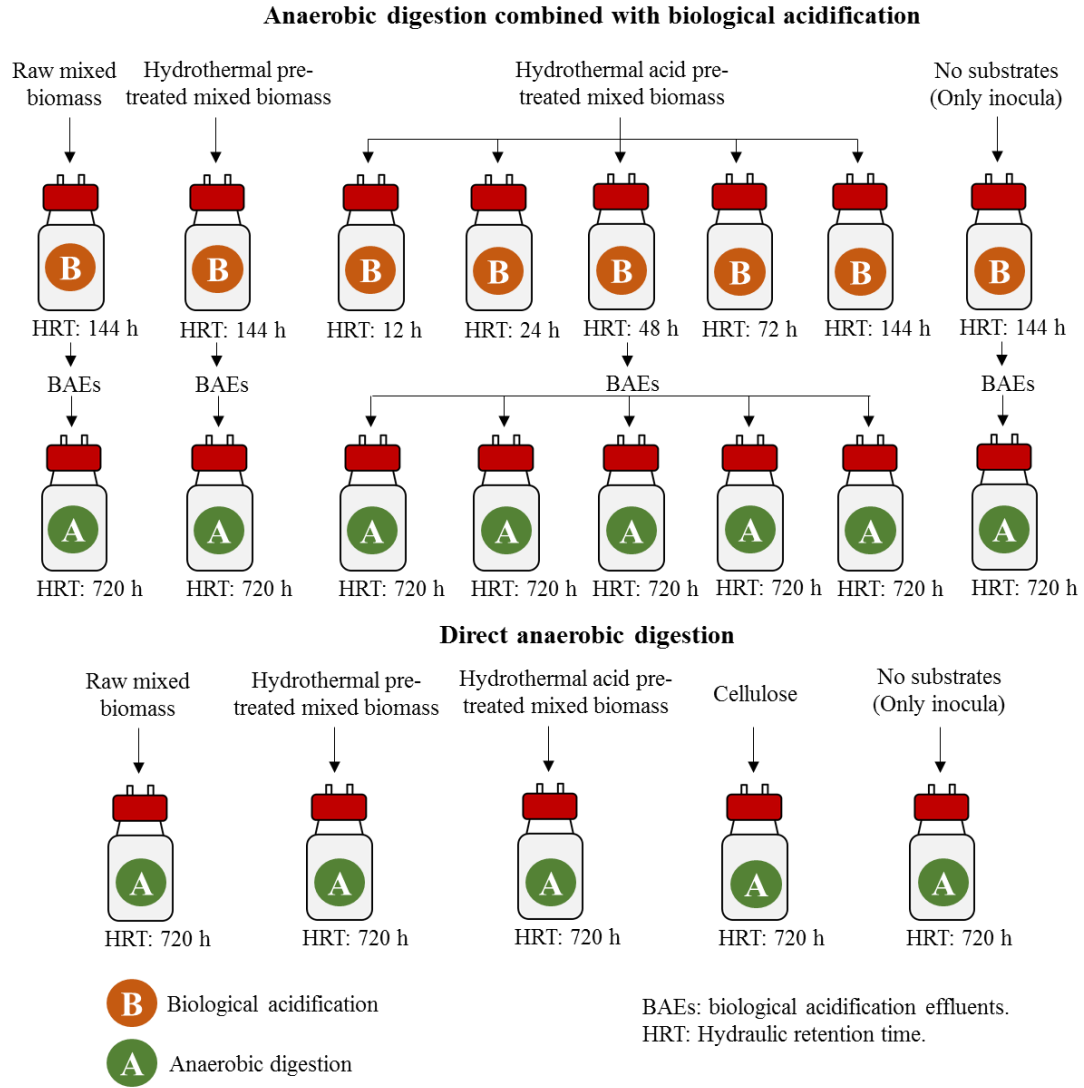 Anaerobic digestion combined with biological acidification
Raw mixed
biomass
Hydrothermal pre-
treated mixed biomass
Hydrothermal acid pre-
treated mixed biomass
No substrates
(Only inocula)
B
B
B
B
B
B
B
B
HRT: 144 h
HRT: 144 h
HRT: 12 h
HRT: 24 h
HRT: 48 h
HRT: 72 h
HRT: 144 h
HRT: 144 h
BAEs
BAEs
BAEs
BAEs
A
A
A
A
A
A
A
A
HRT: 720 h
HRT: 720 h
HRT: 720 h
HRT: 720 h
HRT: 720 h
HRT: 720 h
HRT: 720 h
HRT: 720 h
Direct anaerobic digestion
Raw mixed
biomass
Hydrothermal pre-
treated mixed biomass
Hydrothermal acid pre-
treated mixed biomass
Cellulose
No substrates
(Only inocula)
A
A
A
A
A
HRT: 720 h
HRT: 720 h
HRT: 720 h
HRT: 720 h
HRT: 720 h
B Biological acidification
A Anaerobic digestion
BAEs: biological acidification effluents.
HRT: Hydraulic retention time.